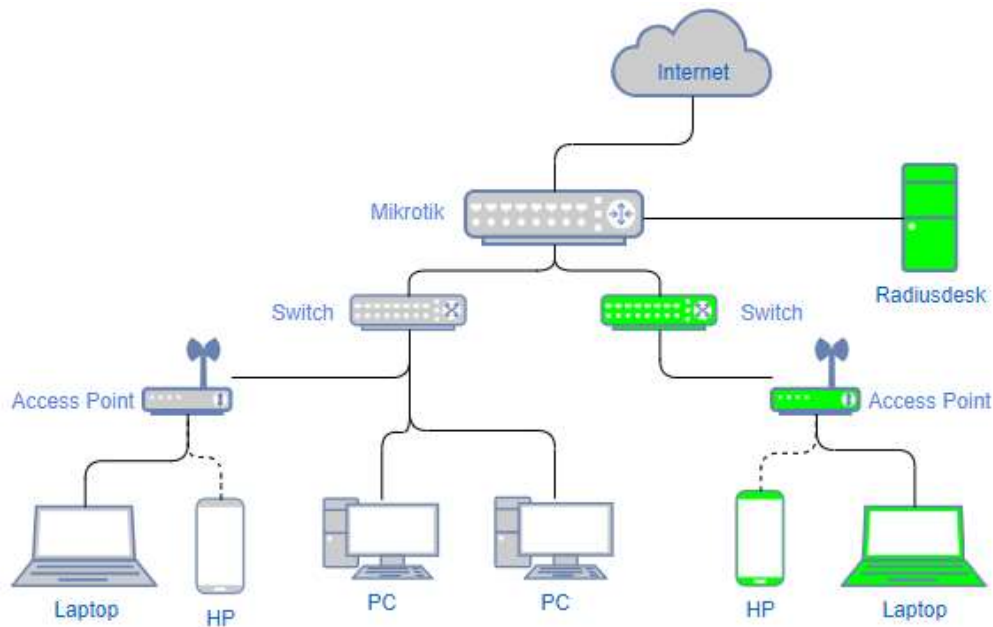 Internet
Mikrotik
Radiusdesk
Switch
Switch
Access Point
Access Point
Laptop
HP
PC
PC
HP
Laptop